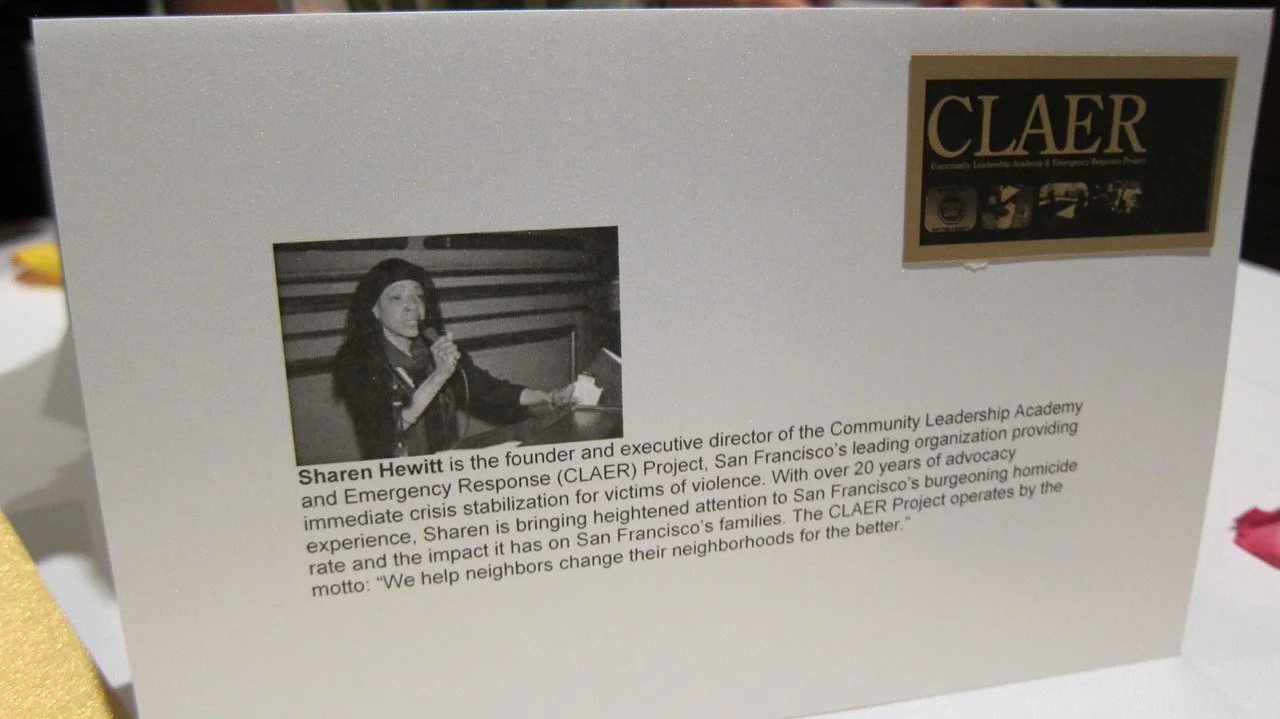 CLAER
Community Leadership Academy & Emergency Response Project
Sharen Hewitt is the founder and executive director of the Community Leadership Academy
and Emergency Response (CLAER) Project, San Francisco's leading organization providing
immediate crisis stabilization for victims of violence. With over 20 years of advocacy
experience, Sharen is bringing heightened attention to San Francisco's burgeoning homicide
rate and the impact it has on San Francisco's families. The CLAER Project operates by the
motto: “We help neighbors change their neighborhoods for the better.”